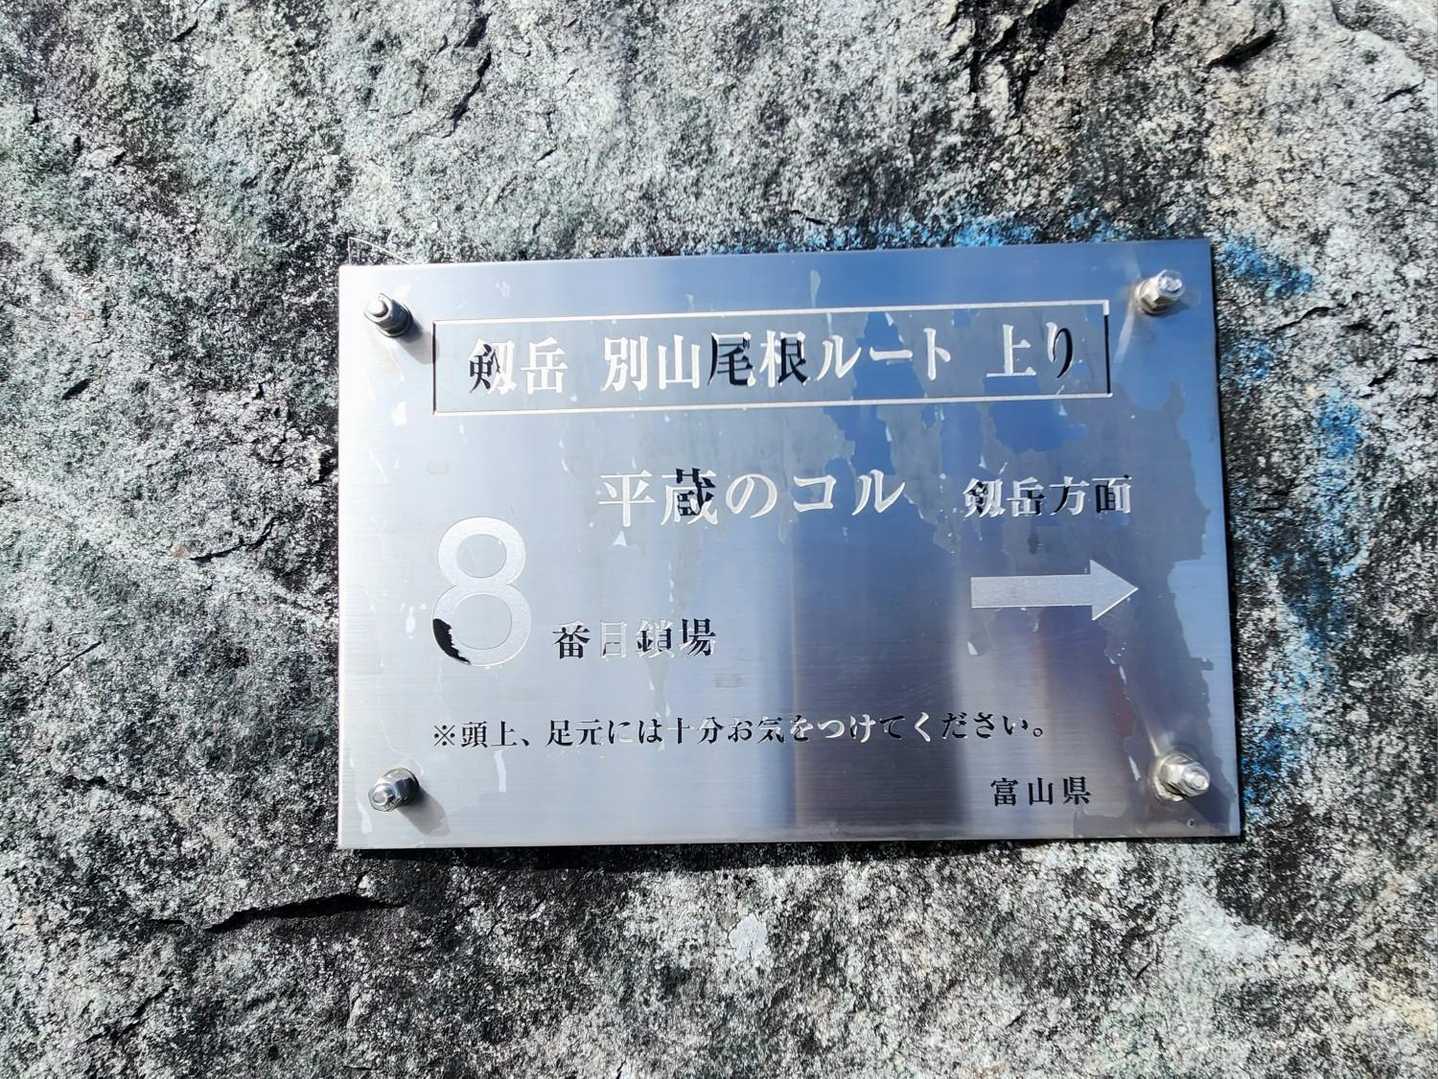 剱岳 別山尾根ルート 上り
平蔵のコル 剱岳方面
8番目鎖場
※頭上、足元には十分お気をつけてください。
富山県